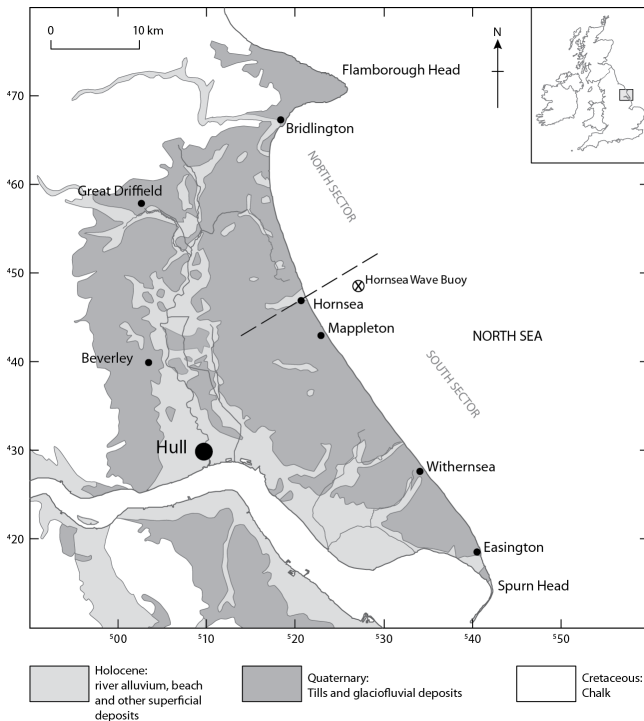 0 10 km
N
Flamborough Head
⁴70
Bridlington
NORTH SECTOR
⁴60
Great Driffield
⁴50
Hornsea Wave Buoy
Hornsea
Mappleton
NORTH SEA
⁴40
Beverley
SOUTH SECTOR
⁴30
Hull
Withernsea
⁴20
Easington
Spurn Head
⁵00 ⁵10 ⁵20 ⁵30 ⁵40 ⁵50
Holocene:
river alluvium, beach
and other superficial
deposits
Quaternary:
Tills and glaciofluvial deposits
Cretaceous:
Chalk